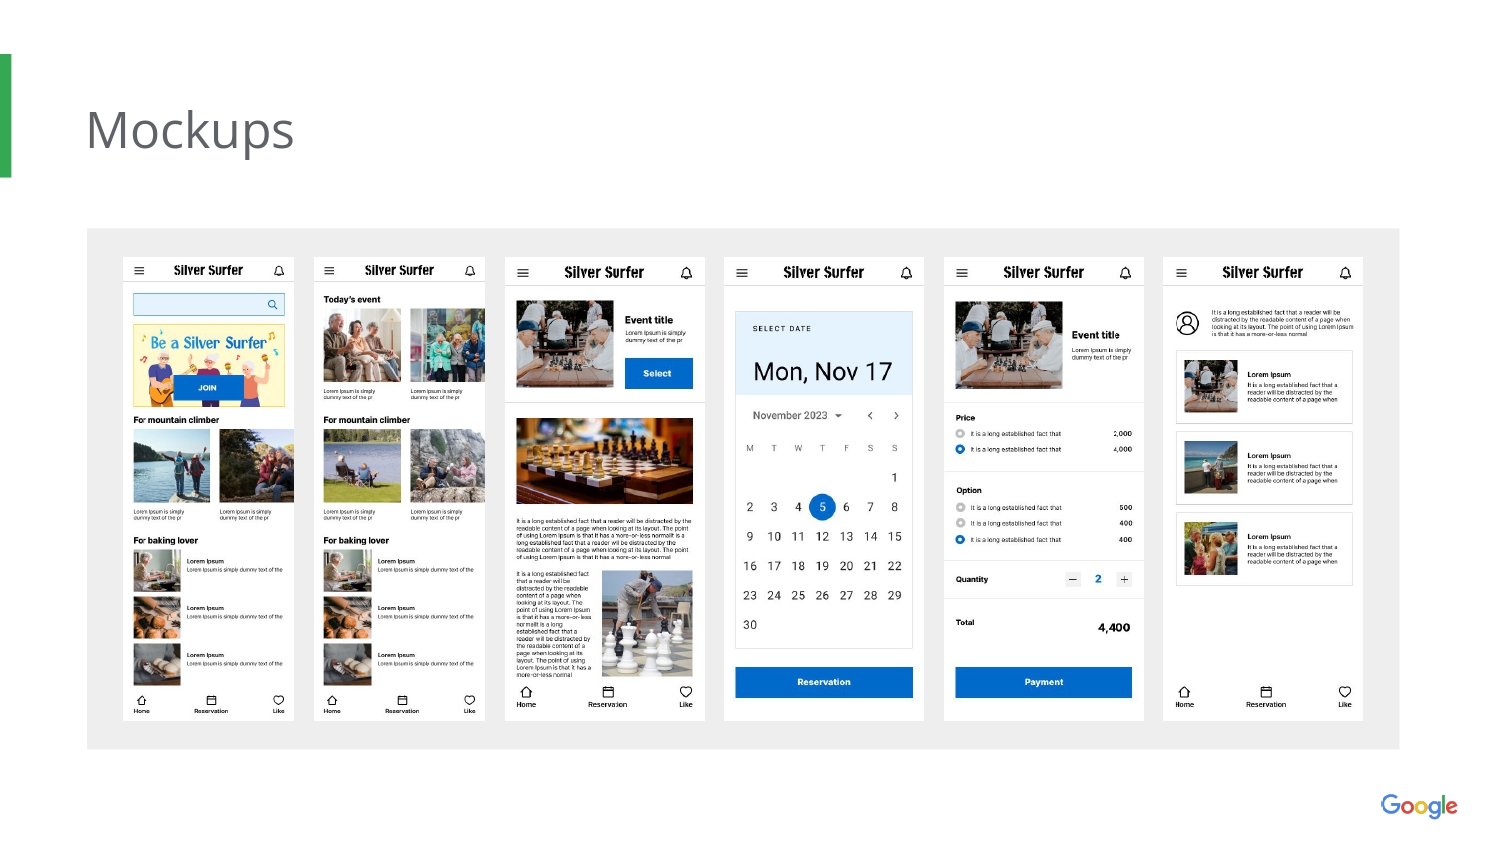 Mockups
Silver Surfer
Be a Silver Surfer
JOIN
For mountain climber
Lorem Ipsum is simply
dummy text of the pr
Lorem Ipsum is simply
dummy text of the pr
For baking lover
Lorem Ipsum
Lorem Ipsum is simply dummy text of the
Lorem Ipsum
Lorem Ipsum is simply dummy text of the
Lorem Ipsum
Lorem Ipsum is simply dummy text of the
Home
Reservation
Like
Silver Surfer
Today's event
Lorem Ipsum is simply
dummy text of the pr
Lorem Ipsum is simply
dummy text of the pr
For mountain climber
Lorem Ipsum is simply
dummy text of the pr
Lorem Ipsum is simply
dummy text of the pr
For baking lover
Lorem Ipsum
Lorem Ipsum is simply dummy text of the
Lorem Ipsum
Lorem Ipsum is simply dummy text of the
Lorem Ipsum
Lorem Ipsum is simply dummy text of the
Home
Reservation
Like
Silver Surfer
Event title
Lorem Ipsum is simply
dummy text of the pr
Select
It is a long established fact that a reader will be distracted by the
readable content of a page when looking at its layout. The point
of using Lorem Ipsum is that it has a more-or-less normalIt is a
long established fact that a reader will be distracted by the
readable content of a page when looking at its layout. The point
of using Lorem Ipsum is that it has a more-or-less normal
It is a long established fact
that a reader will be
distracted by the readable
content of a page when
looking at its layout. The
point of using Lorem Ipsum
is that it has a more-or-less
normalIt is a long
established fact that a
reader will be distracted by
the readable content of a
page when looking at its
layout. The point of using
Lorem Ipsum is that it has a
more-or-less normal
Home
Reservation
Like
Silver Surfer
SELECT DATE
Mon, Nov 17
November 2023
M T W T F S S
1
2 3 4 5 6 7 8
9 10 11 12 13 14 15
16 17 18 19 20 21 22
23 24 25 26 27 28 29
30
Reservation
Silver Surfer
Event title
Lorem Ipsum is simply
dummy text of the pr
Price
It is a long established fact that 2,000
It is a long established fact that 4,000
Option
It is a long established fact that 500
It is a long established fact that 400
It is a long established fact that 400
Quantity − 2 +
Total
4,400
Payment
Silver Surfer
It is a long established fact that a reader will be
distracted by the readable content of a page when
looking at its layout. The point of using Lorem Ipsum
is that it has a more-or-less normal
Lorem Ipsum
It is a long established fact that a
reader will be distracted by the
readable content of a page when
Lorem Ipsum
It is a long established fact that a
reader will be distracted by the
readable content of a page when
Lorem Ipsum
It is a long established fact that a
reader will be distracted by the
readable content of a page when
Home
Reservation
Like
Google